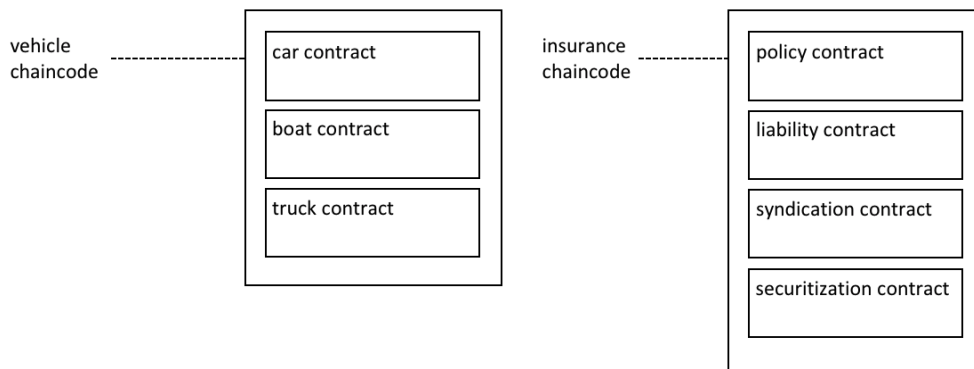 vehicle
chaincode
car contract
boat contract
truck contract
insurance
chaincode
policy contract
liability contract
syndication contract
securitization contract